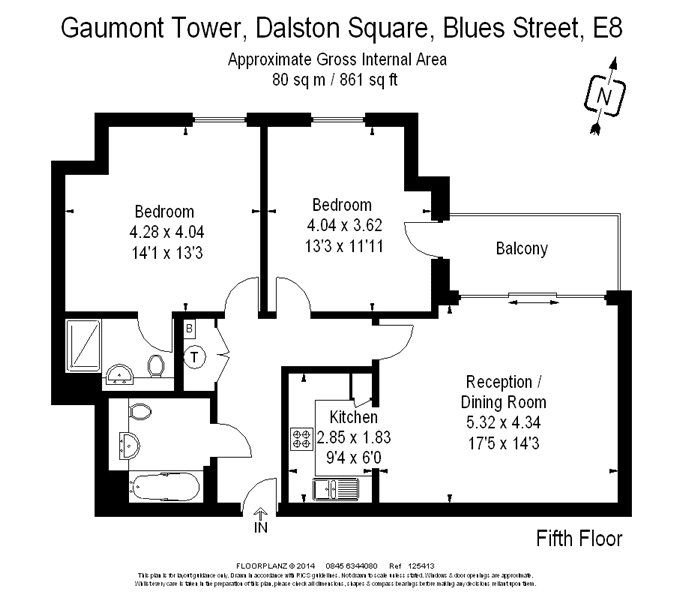 Gaumont Tower, Dalston Square, Blues Street, E8
Approximate Gross Internal Area
80 sq m / 861 sq ft
N
Bedroom
4.28 x 4.04
14'1 x 13'3
Bedroom
4.04 x 3.62
13'3 x 11'11
Balcony
B
T
Reception /
Dining Room
5.32 x 4.34
17'5 x 14'3
Kitchen
2.85 x 1.83
9'4 x 6'0
IN
Fifth Floor
FLOORPLANZ © 2014 0845 6344080 Ref 125413
This plan is for layout guidance only. Drawn in accordance with RICS guidelines. Not drawn to scale unless stated. Windows & door openings are approximate.
Whilst every care is taken in the preparation of this plan, please check all dimensions, shapes & compass bearings before making any decisions reliant upon them.